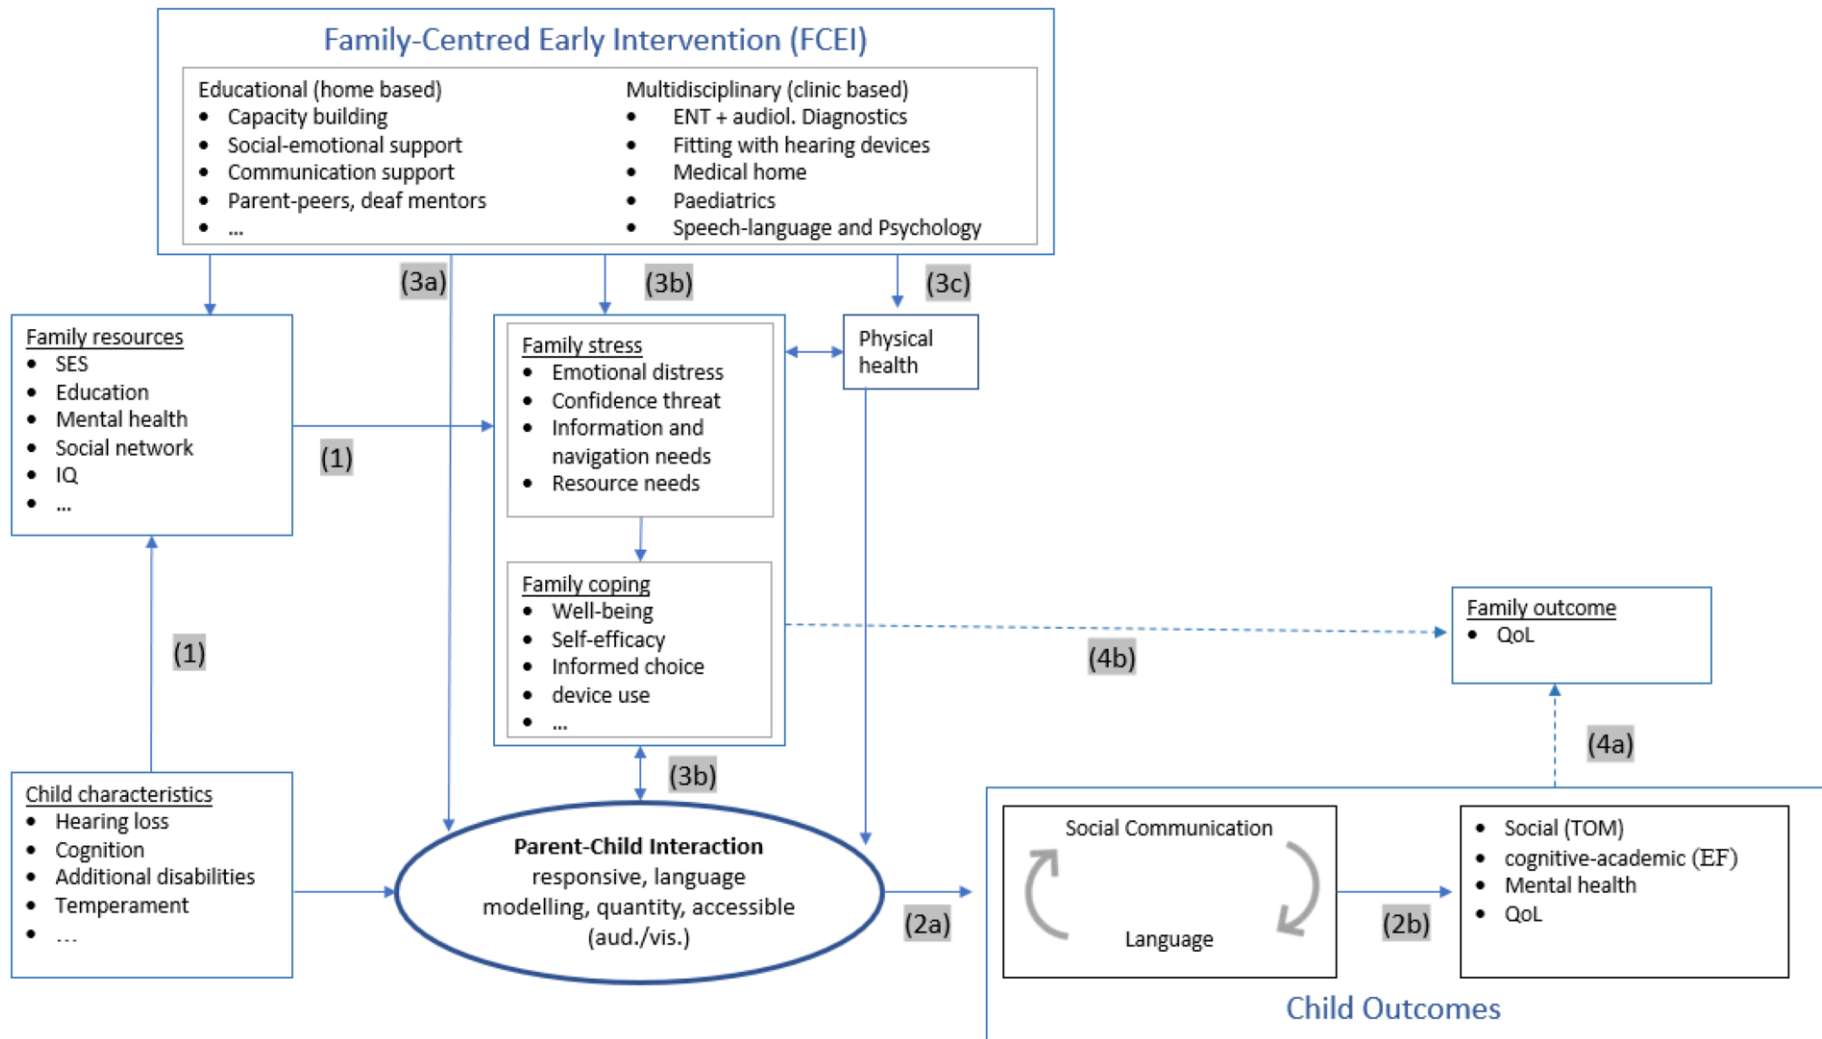 Family-Centred Early Intervention (FCEI)
Educational (home based)
• Capacity building
• Social-emotional support
• Communication support
• Parent-peers, deaf mentors
• ...
Multidisciplinary (clinic based)
• ENT + audiol. Diagnostics
• Fitting with hearing devices
• Medical home
• Paediatrics
• Speech-language and Psychology
(3a)
(3b)
(3c)
Family resources
• SES
• Education
• Mental health
• Social network
• IQ
• ...
(1)
Family stress
• Emotional distress
• Confidence threat
• Information and
navigation needs
• Resource needs
Physical
health
Family coping
• Well-being
• Self-efficacy
• Informed choice
• device use
• ...
(4b)
Family outcome
• QoL
(1)
(3b)
(4a)
Child characteristics
• Hearing loss
• Cognition
• Additional disabilities
• Temperament
• ...
Parent-Child Interaction
responsive, language
modelling, quantity, accessible
(aud./vis.)
(2a)
Social Communication
Language
(2b)
• Social (TOM)
• cognitive-academic (EF)
• Mental health
• QoL
Child Outcomes